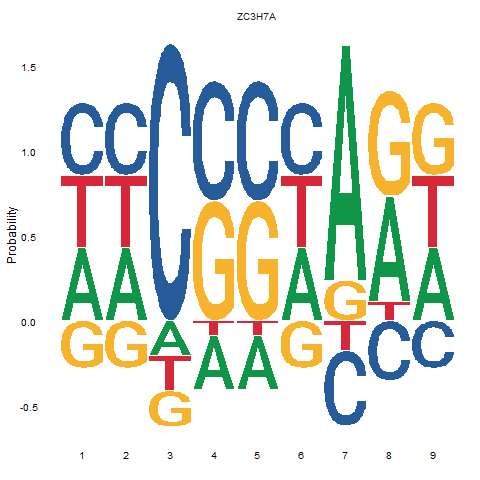 ZC3H7A
Probability
1.5
1.0
0.5
0.0
-0.5
C C C C C C A G G
T T G G T A T
A A A G A
G G A T T G T T C
T A A C C
G
1 2 3 4 5 6 7 8 9